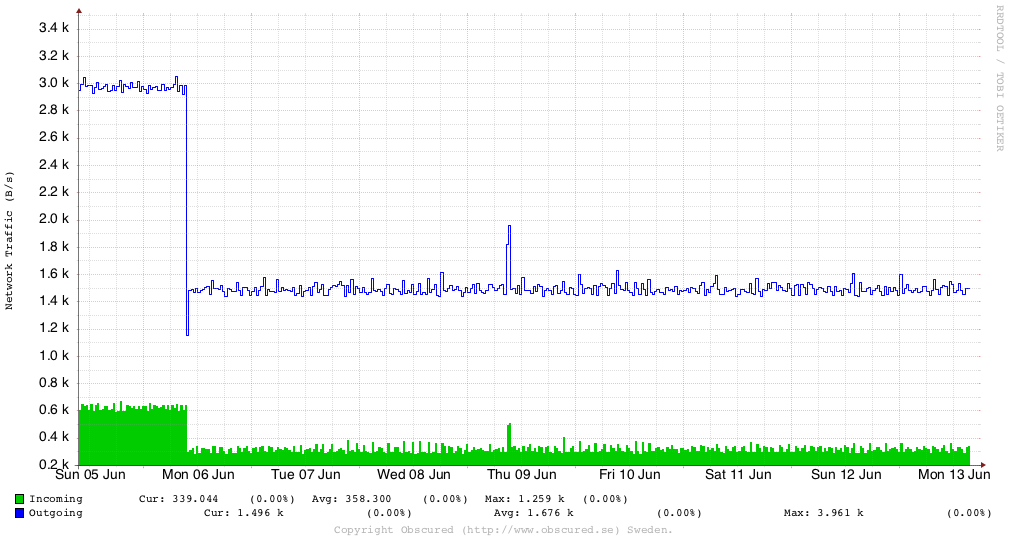 3.4 k
3.2 k
3.0 k
2.8 k
2.6 k
2.4 k
2.2 k
2.0 k
1.8 k
1.6 k
1.4 k
1.2 k
1.0 k
0.8 k
0.6 k
0.4 k
0.2 k
Network Traffic (B/s)
RRDTOOL / TOBI OETIKER
Sun 05 Jun Mon 06 Jun Tue 07 Jun Wed 08 Jun Thu 09 Jun Fri 10 Jun Sat 11 Jun Sun 12 Jun Mon 13 Jun
Incoming Cur: 339.044 (0.00%) Avg: 358.300 (0.00%) Max: 1.259 k (0.00%)
Outgoing Cur: 1.496 k (0.00%) Avg: 1.676 k (0.00%) Max: 3.961 k (0.00%)
Copyright Obscured (http://www.obscured.se) Sweden.